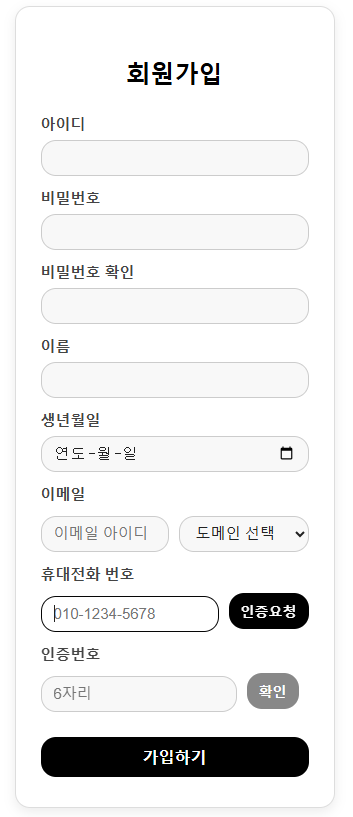 회원가입
아이디
비밀번호
비밀번호 확인
이름
생년월일
연도-월-일
이메일
이메일 아이디 도메인 선택
휴대전화 번호
010-1234-5678 인증요청
인증번호
6자리 확인
가입하기